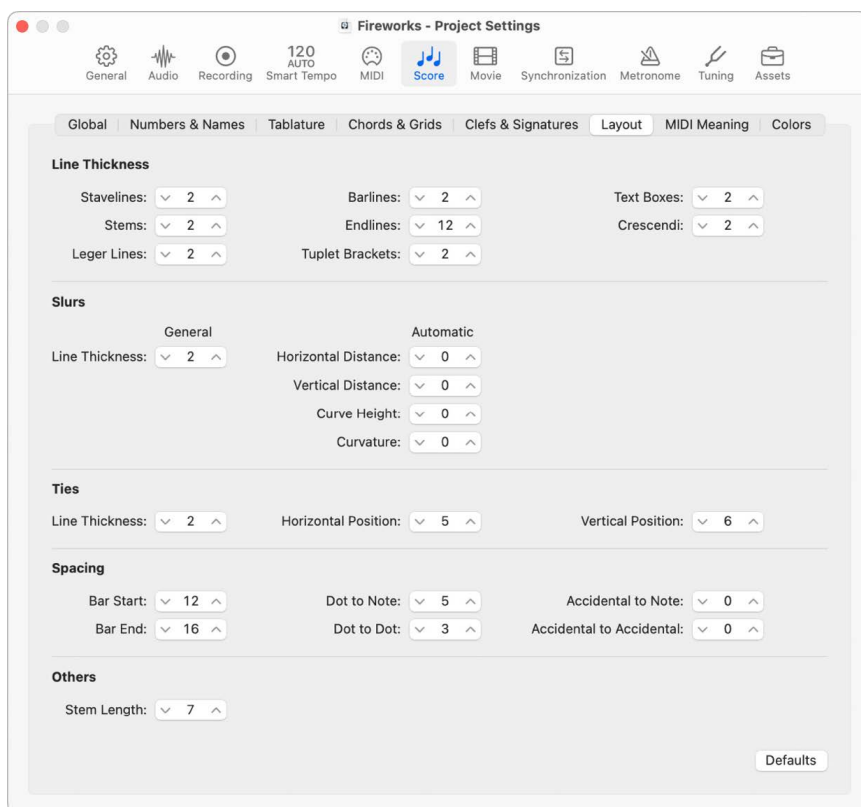 Fireworks - Project Settings
120
AUTO
General Audio Recording Smart Tempo MIDI Score Movie Synchronization Metronome Tuning Assets
Global Numbers & Names Tablature Chords & Grids Clefs & Signatures Layout MIDI Meaning Colors
Line Thickness
Stavelines: 2 Barlines: 2 Text Boxes: 2
Stems: 2 Endlines: 12 Crescendi: 2
Leger Lines: 2 Tuplet Brackets: 2
Slurs
General Automatic
Line Thickness: 2 Horizontal Distance: 0
Vertical Distance: 0
Curve Height: 0
Curvature: 0
Ties
Line Thickness: 2 Horizontal Position: 5 Vertical Position: 6
Spacing
Bar Start: 12 Dot to Note: 5 Accidental to Note: 0
Bar End: 16 Dot to Dot: 3 Accidental to Accidental: 0
Others
Stem Length: 7
Defaults